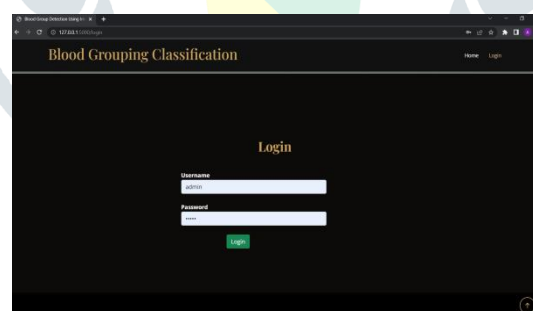 Blood Group Detection Using Im
127.0.0.1:5000/login
Blood Grouping Classification
Home Login
Login
Username
admin
Password
•••••
Login